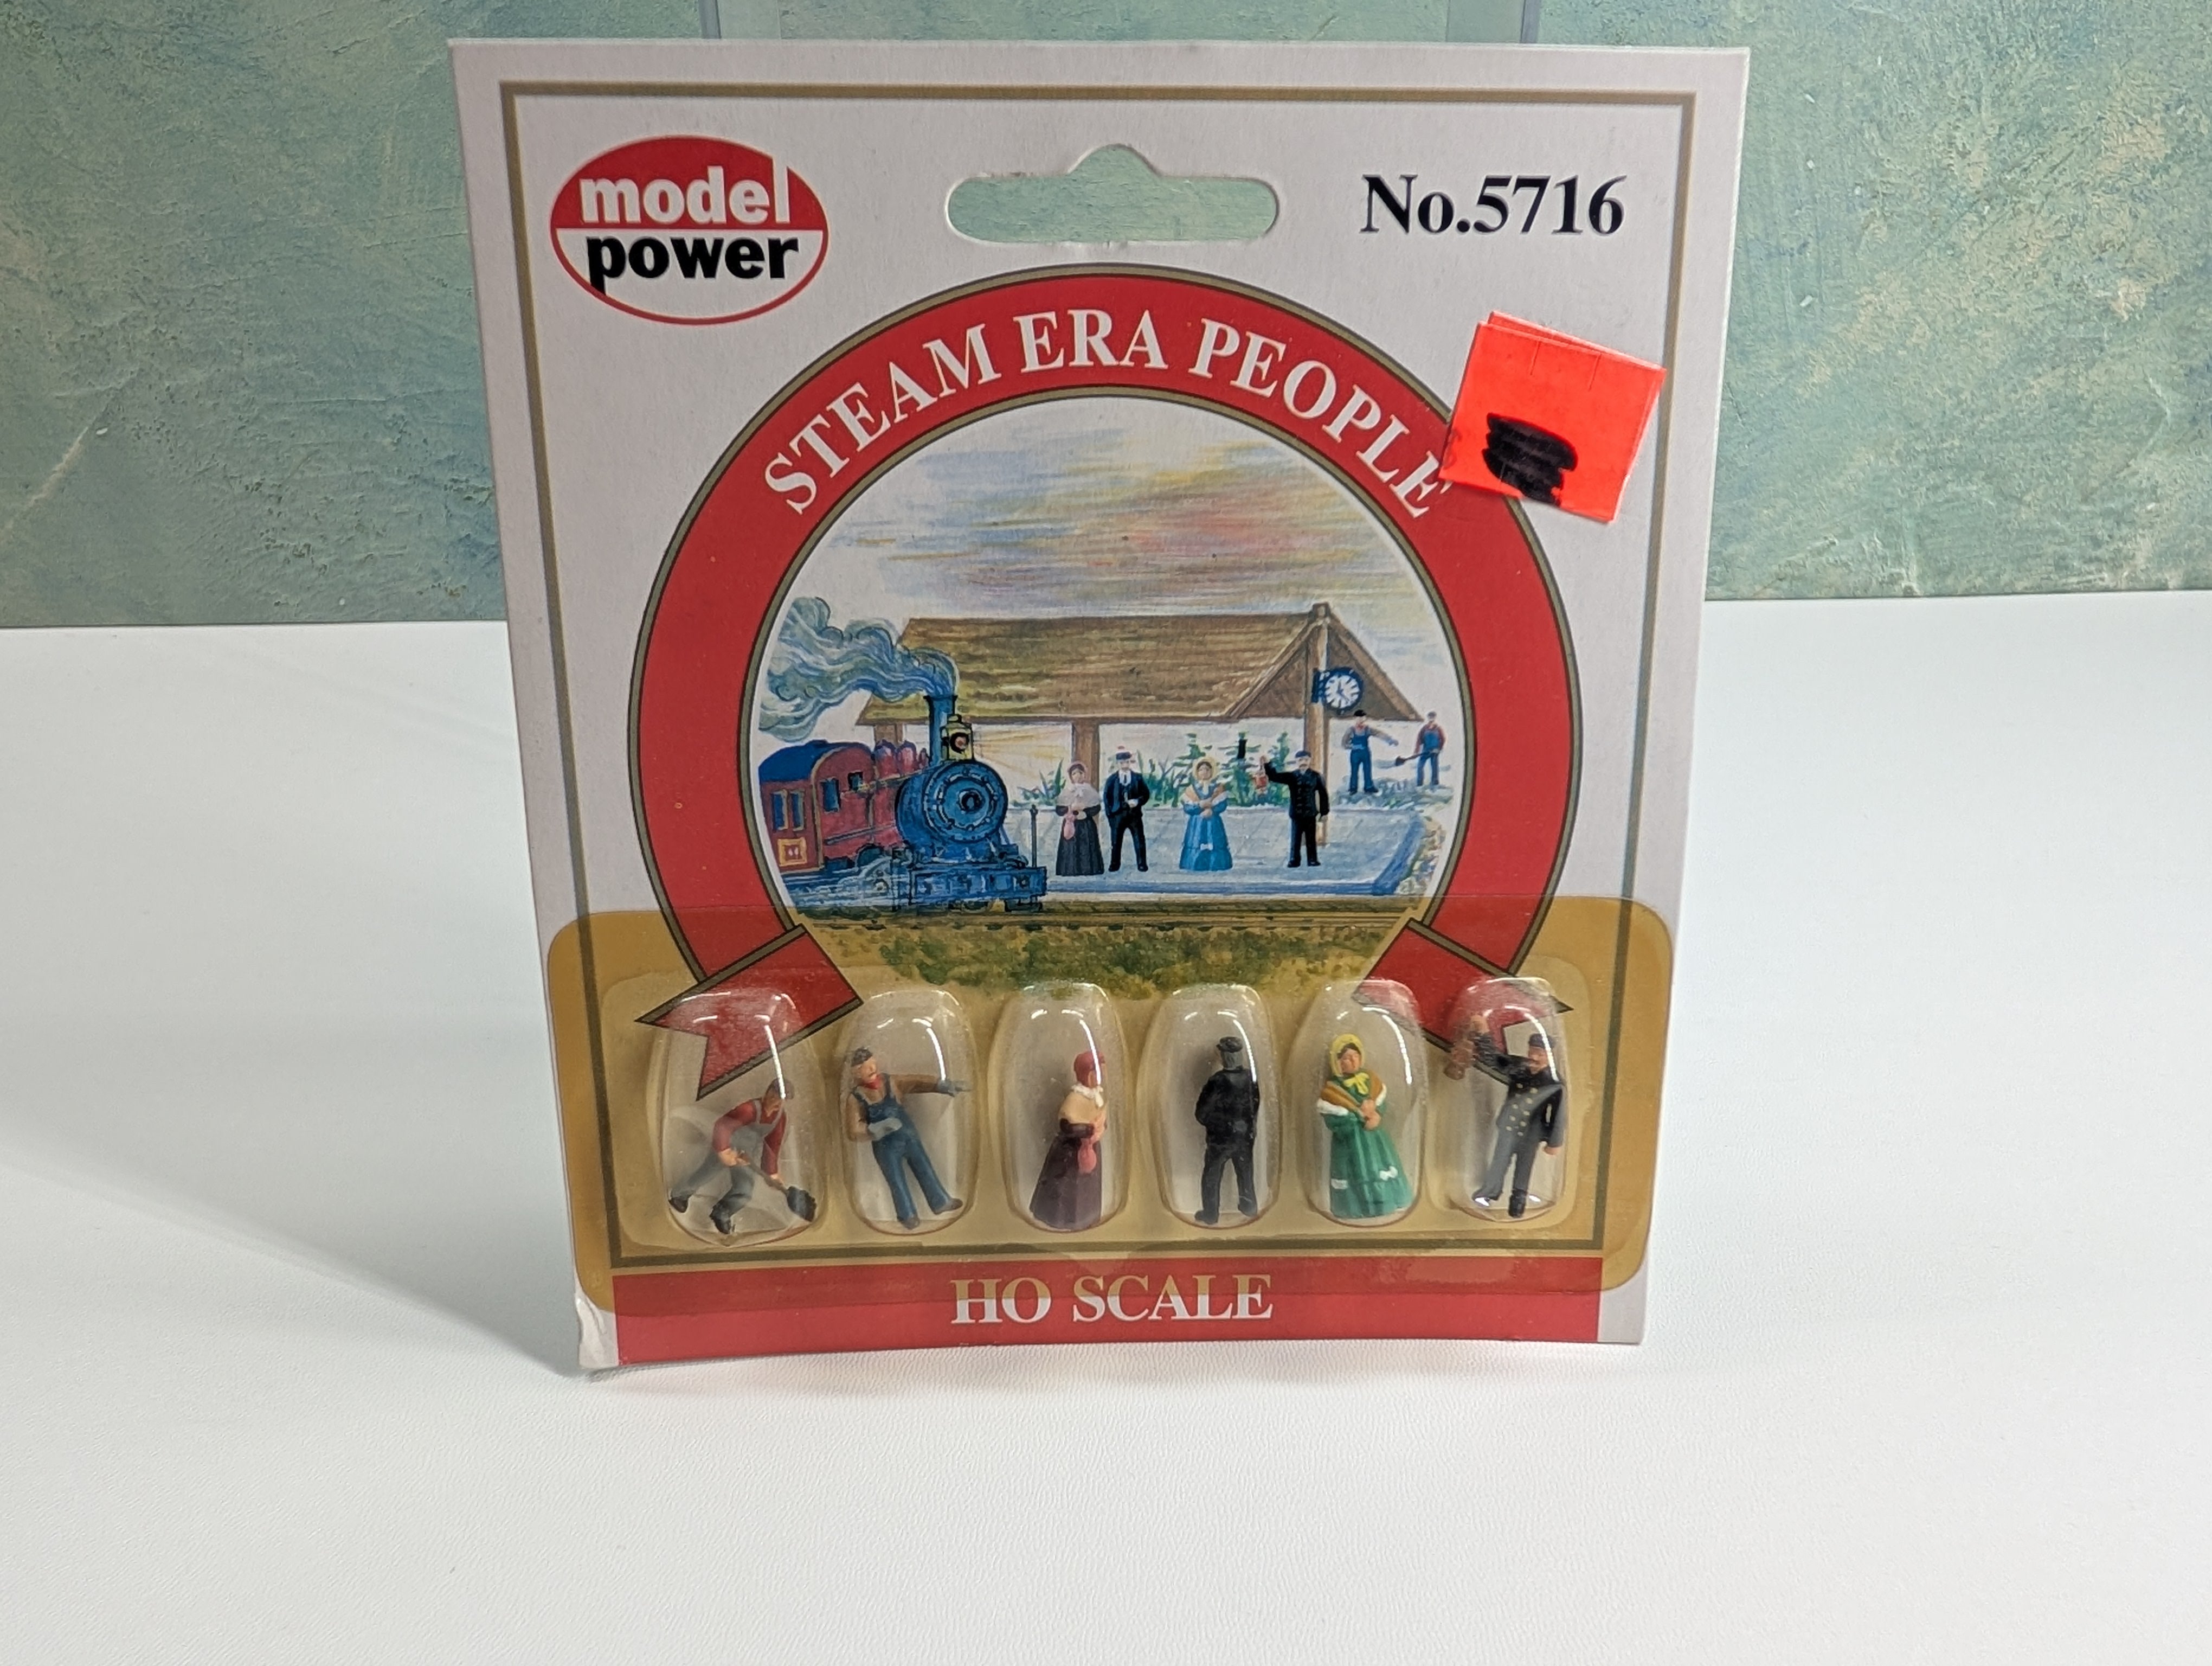 model
power
No.5716
STEAM ERA PEOPLE
HO SCALE